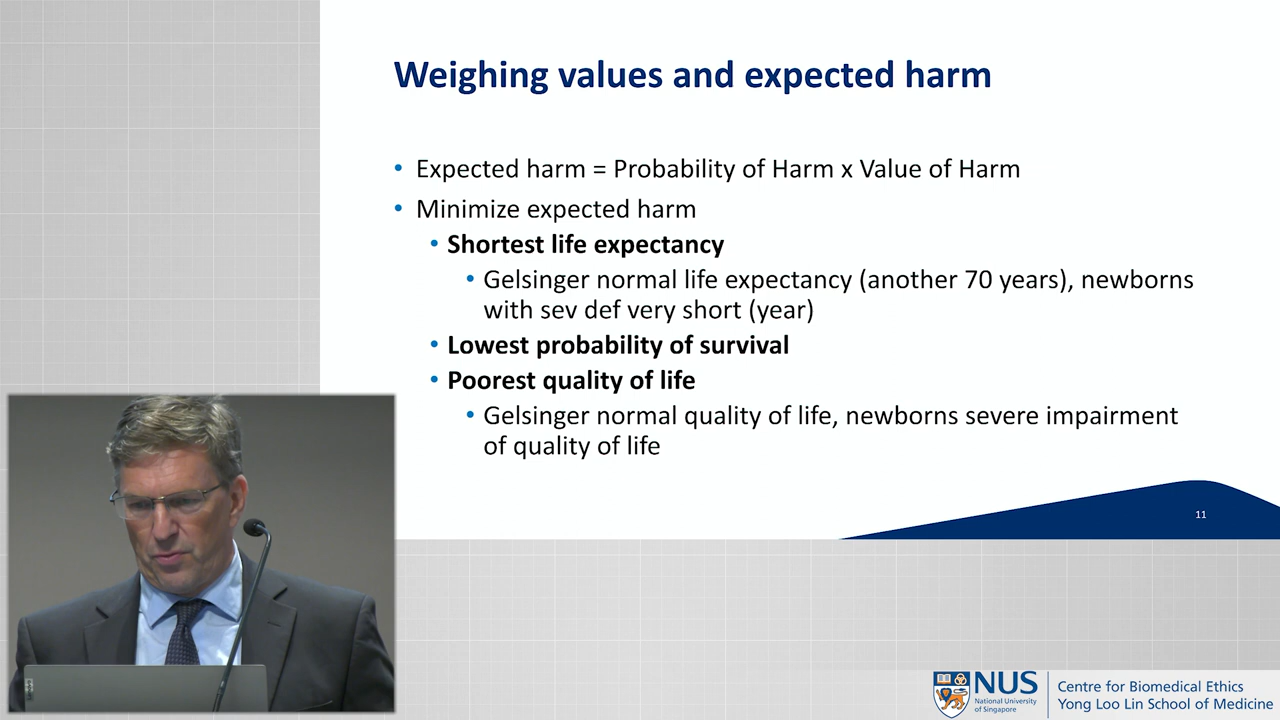 Weighing values and expected harm
• Expected harm = Probability of Harm x Value of Harm
• Minimize expected harm
• Shortest life expectancy
• Gelsinger normal life expectancy (another 70 years), newborns
with sev def very short (year)
• Lowest probability of survival
• Poorest quality of life
• Gelsinger normal quality of life, newborns severe impairment
of quality of life
11
NUS
National University
of Singapore
Centre for Biomedical Ethics
Yong Loo Lin School of Medicine